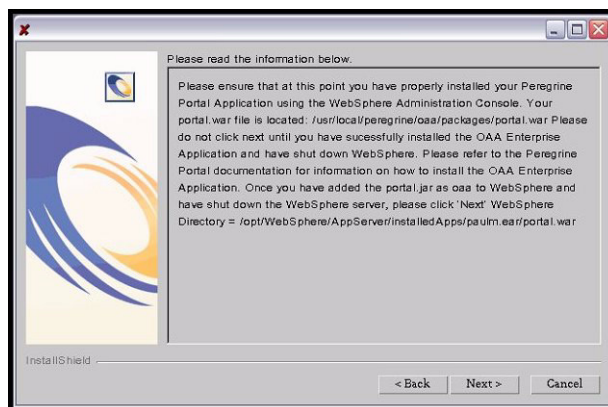 Please read the information below.
Please ensure that at this point you have properly installed your Peregrine
Portal Application using the WebSphere Administration Console. Your
portal.war file is located: /usr/local/peregrine/oaa/packages/portal.war Please
do not click next until you have sucessfully installed the OAA Enterprise
Application and have shut down WebSphere. Please refer to the Peregrine
Portal documentation for information on how to install the OAA Enterprise
Application. Once you have added the portal.jar as oaa to WebSphere and
have shut down the WebSphere server, please click 'Next' WebSphere
Directory = /opt/WebSphere/AppServer/installedApps/paulm.ear/portal.war
InstallShield
< Back Next > Cancel